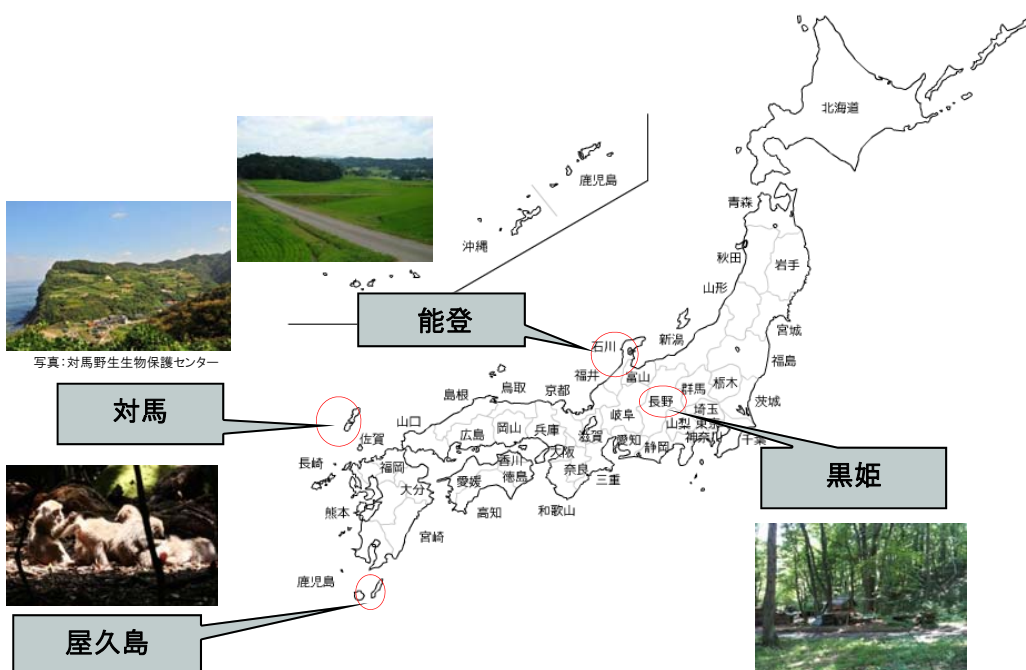 北海道
鹿児島
青森
沖縄
秋田
岩手
山形
能登
宮城
石川
新潟
写真：対馬野生生物保護センター
福島
福井
富山
群馬
栃木
鳥取
京都
島根
対馬
長野
茨城
埼玉
岐阜
山口
岡山
兵庫
山梨
東京
広島
滋賀
愛知
静岡
神奈川
千葉
佐賀
大阪
長崎
福岡
香川
奈良
黒姫
愛媛
徳島
三重
大分
高知
和歌山
熊本
宮崎
鹿児島
屋久島